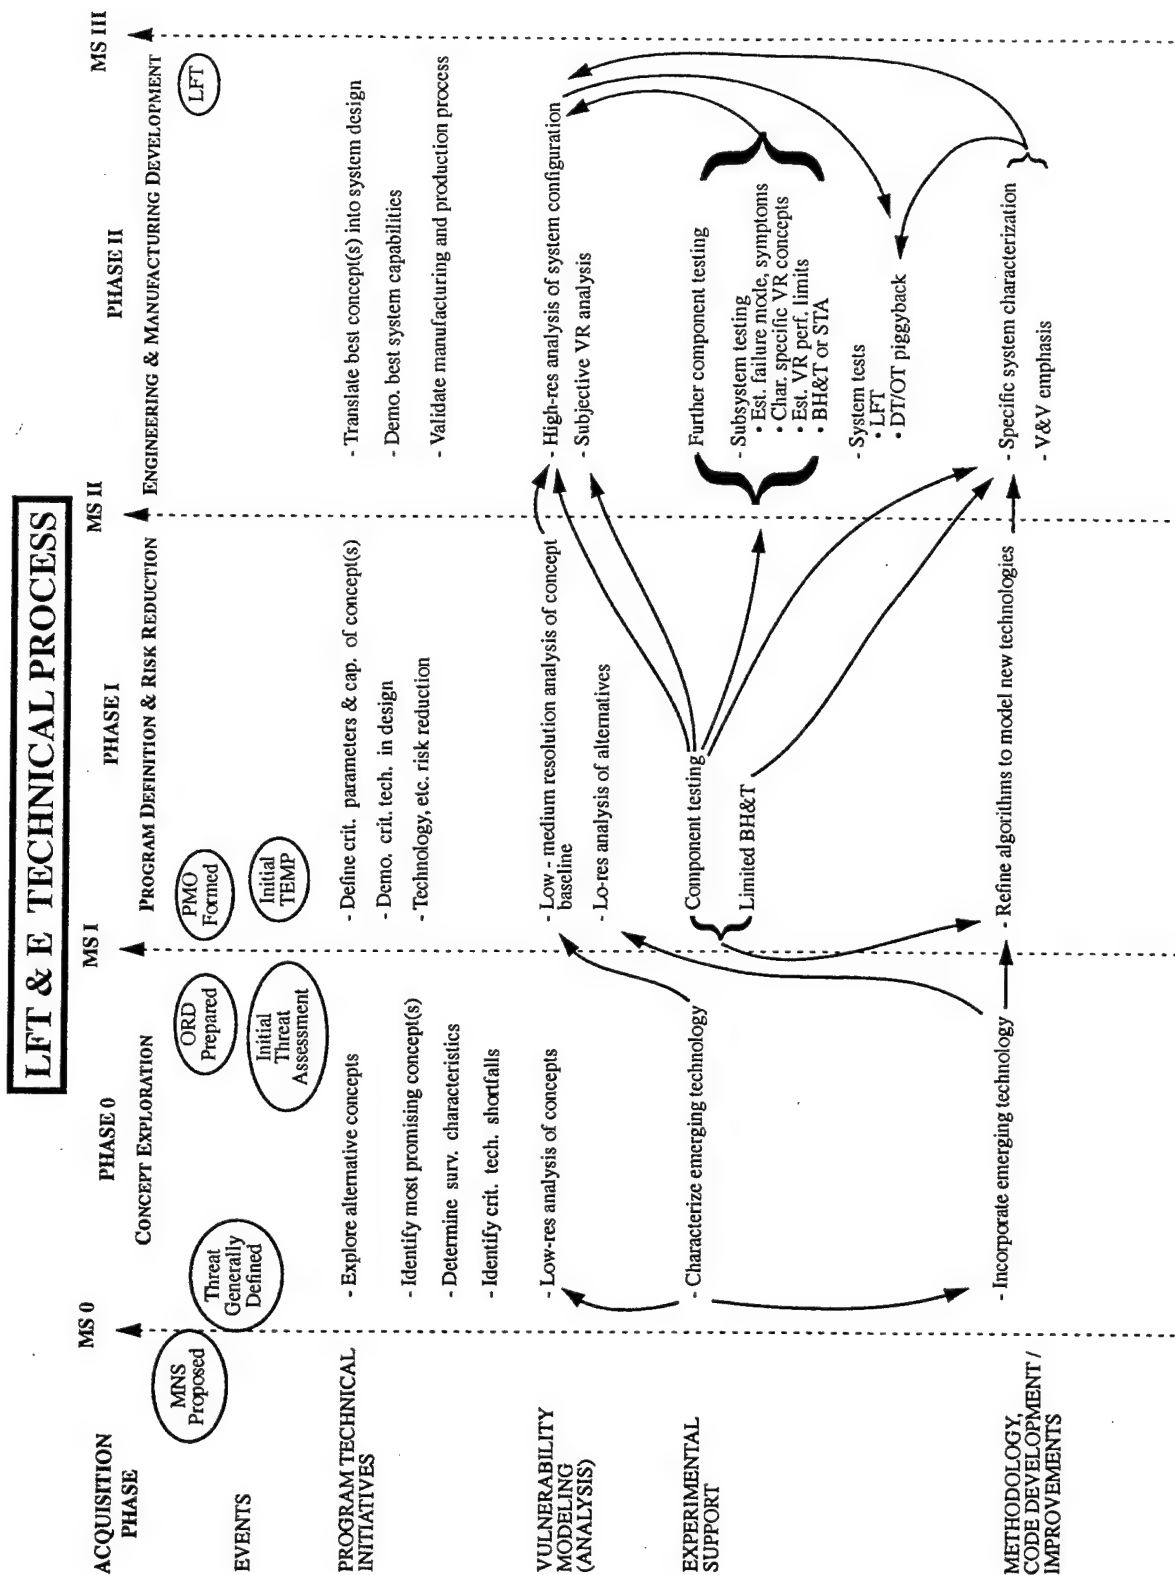 LFT & E TECHNICAL PROCESS
ACQUISITION
PHASE
MS 0
PHASE 0
CONCEPT EXPLORATION
MS I
PHASE I
PROGRAM DEFINITION & RISK REDUCTION
MS II
PHASE II
ENGINEERING & MANUFACTURING DEVELOPMENT
MS III
EVENTS
MNS
Proposed
Threat
Generally
Defined
ORD
Prepared
Initial
Threat
Assessment
PMO
Formed
Initial
TEMP
LFT
PROGRAM TECHNICAL
INITIATIVES
- Explore alternative concepts
- Identify most promising concept(s)
- Determine surv. characteristics
- Identify crit. tech. shortfalls
- Define crit. parameters & cap. of concept(s)
- Demo. crit. tech. in design
- Technology, etc. risk reduction
- Translate best concept(s) into system design
- Demo. best system capabilities
- Validate manufacturing and production process
VULNERABILITY
MODELING
(ANALYSIS)
- Low-res analysis of concepts
- Low - medium resolution analysis of concept
baseline
- Lo-res analysis of alternatives
- High-res analysis of system configuration
- Subjective VR analysis
EXPERIMENTAL
SUPPORT
- Characterize emerging technology
Component testing
Limited BH&T
- Further component testing
- Subsystem testing
• Est. failure mode, symptoms
• Char. specific VR concepts
• Est. VR perf. limits
• BH&T or STA
- System tests
• LFT
• DT/OT piggyback
METHODOLOGY,
CODE DEVELOPMENT /
IMPROVEMENTS
- Incorporate emerging technology
- Refine algorithms to model new technologies
- Specific system characterization
- V&V emphasis